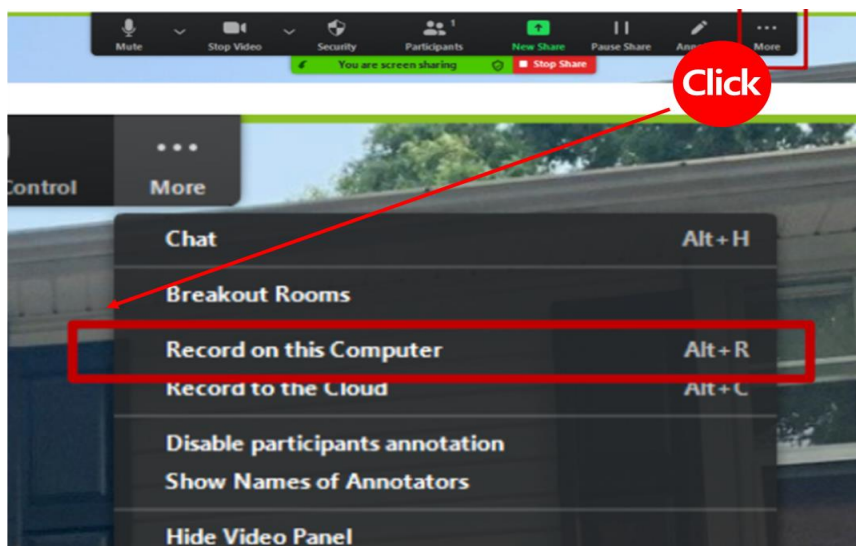 1
Mute Stop Video Security Participants New Share Pause Share More
You are screen sharing Stop Share
Click
Control More
Chat Alt+H
Breakout Rooms
Record on this Computer Alt+R
Record to the Cloud Alt+C
Disable participants annotation
Show Names of Annotators
Hide Video Panel